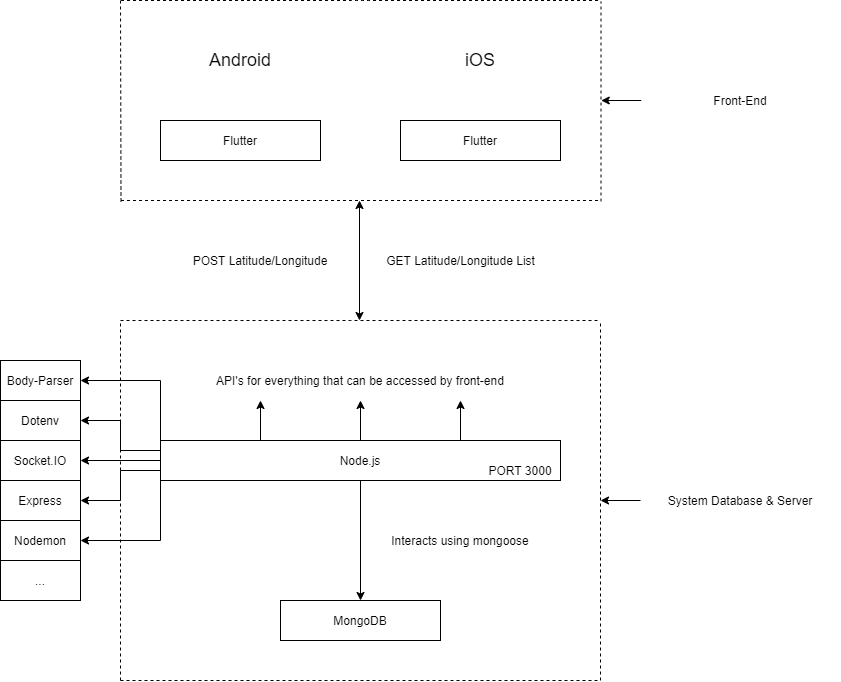 Android
iOS
Flutter
Flutter
Front-End
POST Latitude/Longitude
GET Latitude/Longitude List
API's for everything that can be accessed by front-end
Body-Parser
Dotenv
Socket.IO
Express
Nodemon
...
Node.js
PORT 3000
System Database & Server
Interacts using mongoose
MongoDB